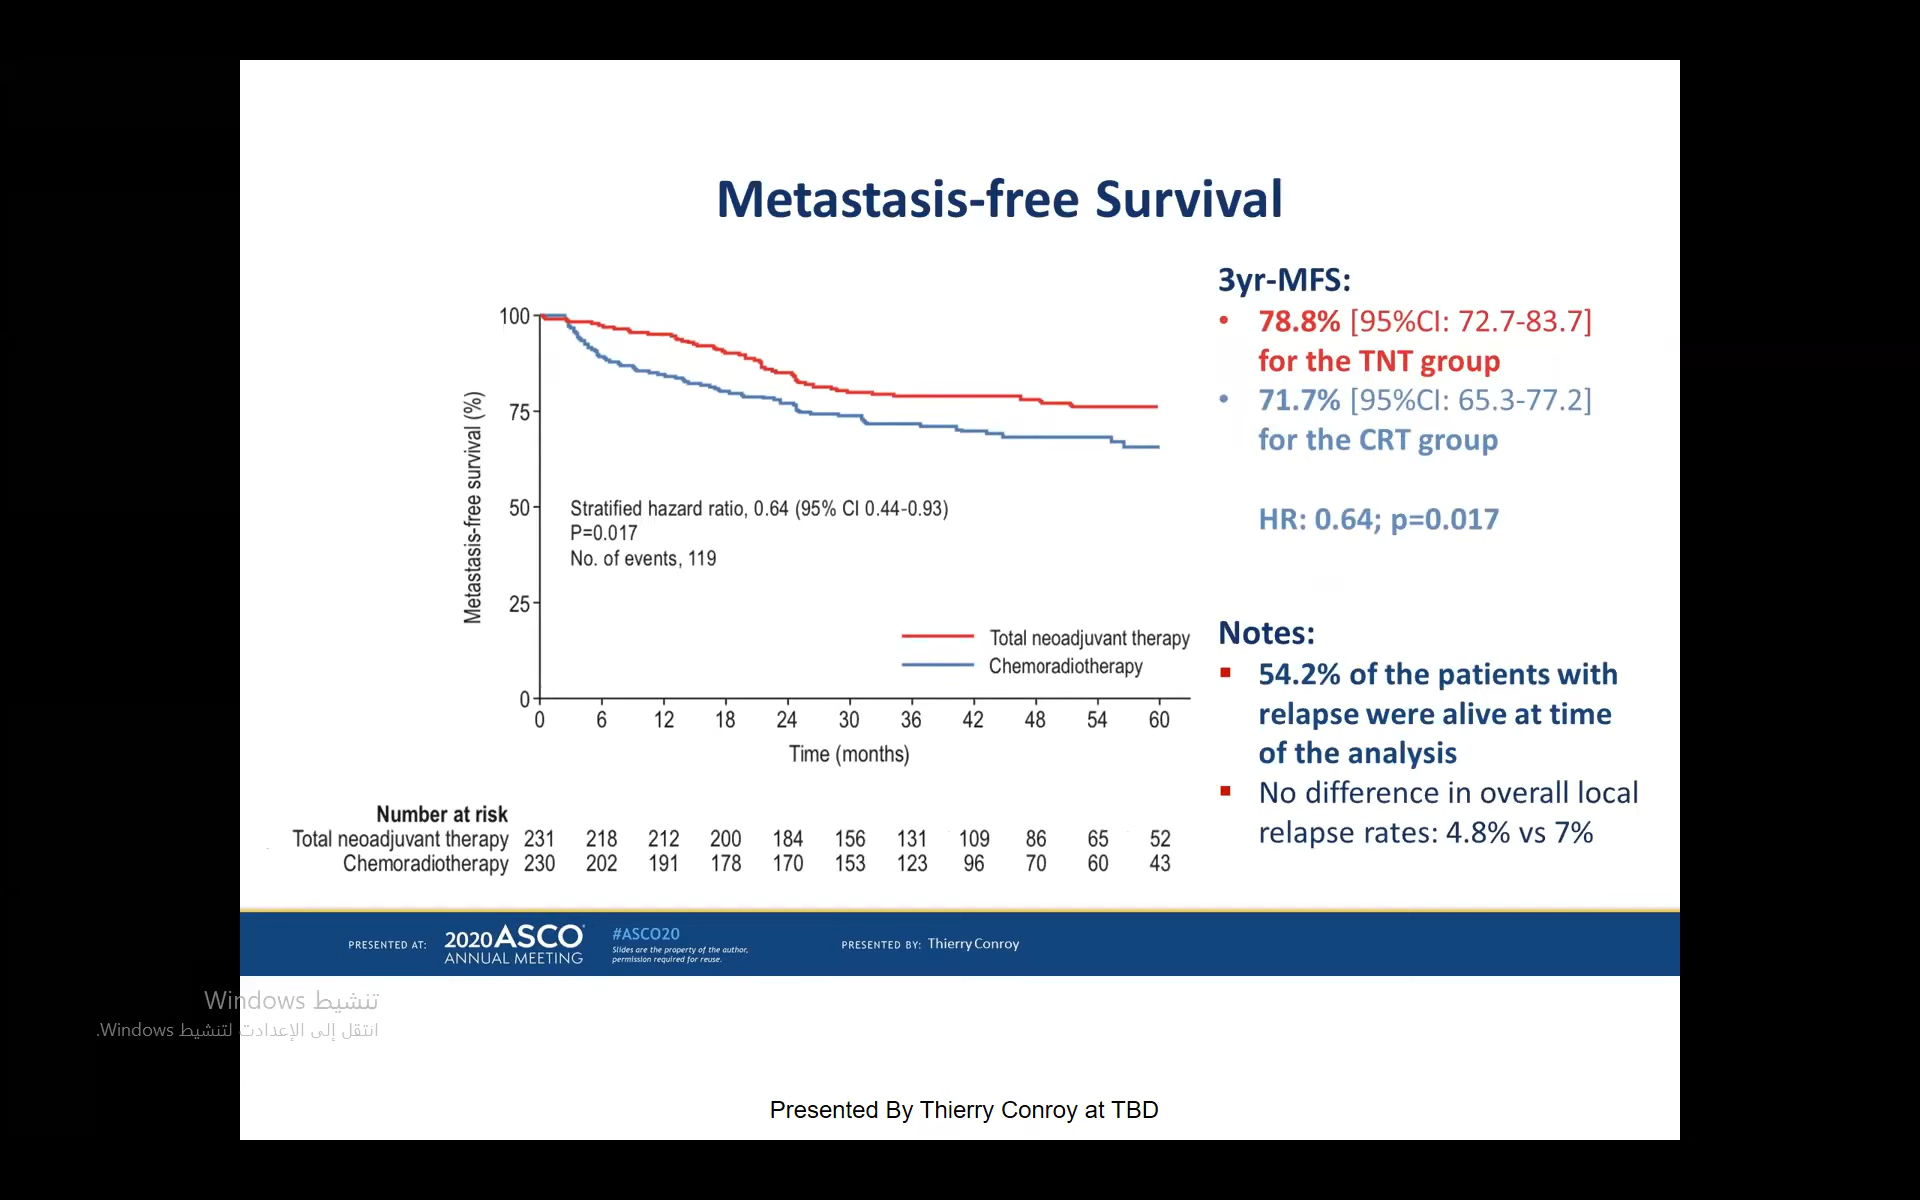 Metastasis-free Survival
3yr-MFS:
• 78.8% [95%CI: 72.7-83.7]
for the TNT group
• 71.7% [95%CI: 65.3-77.2]
for the CRT group
HR: 0.64; p=0.017
Notes:
▪ 54.2% of the patients with
relapse were alive at time
of the analysis
▪ No difference in overall local
relapse rates: 4.8% vs 7%
Metastasis-free survival (%)
100
75
50
25
0
Stratified hazard ratio, 0.64 (95% CI 0.44-0.93)
P=0.017
No. of events, 119
Total neoadjuvant therapy
Chemoradiotherapy
0 6 12 18 24 30 36 42 48 54 60
Time (months)
Number at risk
Total neoadjuvant therapy 231 218 212 200 184 156 131 109 86 65 52
Chemoradiotherapy 230 202 191 178 170 153 123 96 70 60 43
PRESENTED AT: 2020 ASCO
ANNUAL MEETING
#ASCO20
Slides are the property of the author,
permission required for reuse.
PRESENTED BY: Thierry Conroy
تنشيط Windows
انتقل إلى الإعدادت لتنشيط Windows.
Presented By Thierry Conroy at TBD